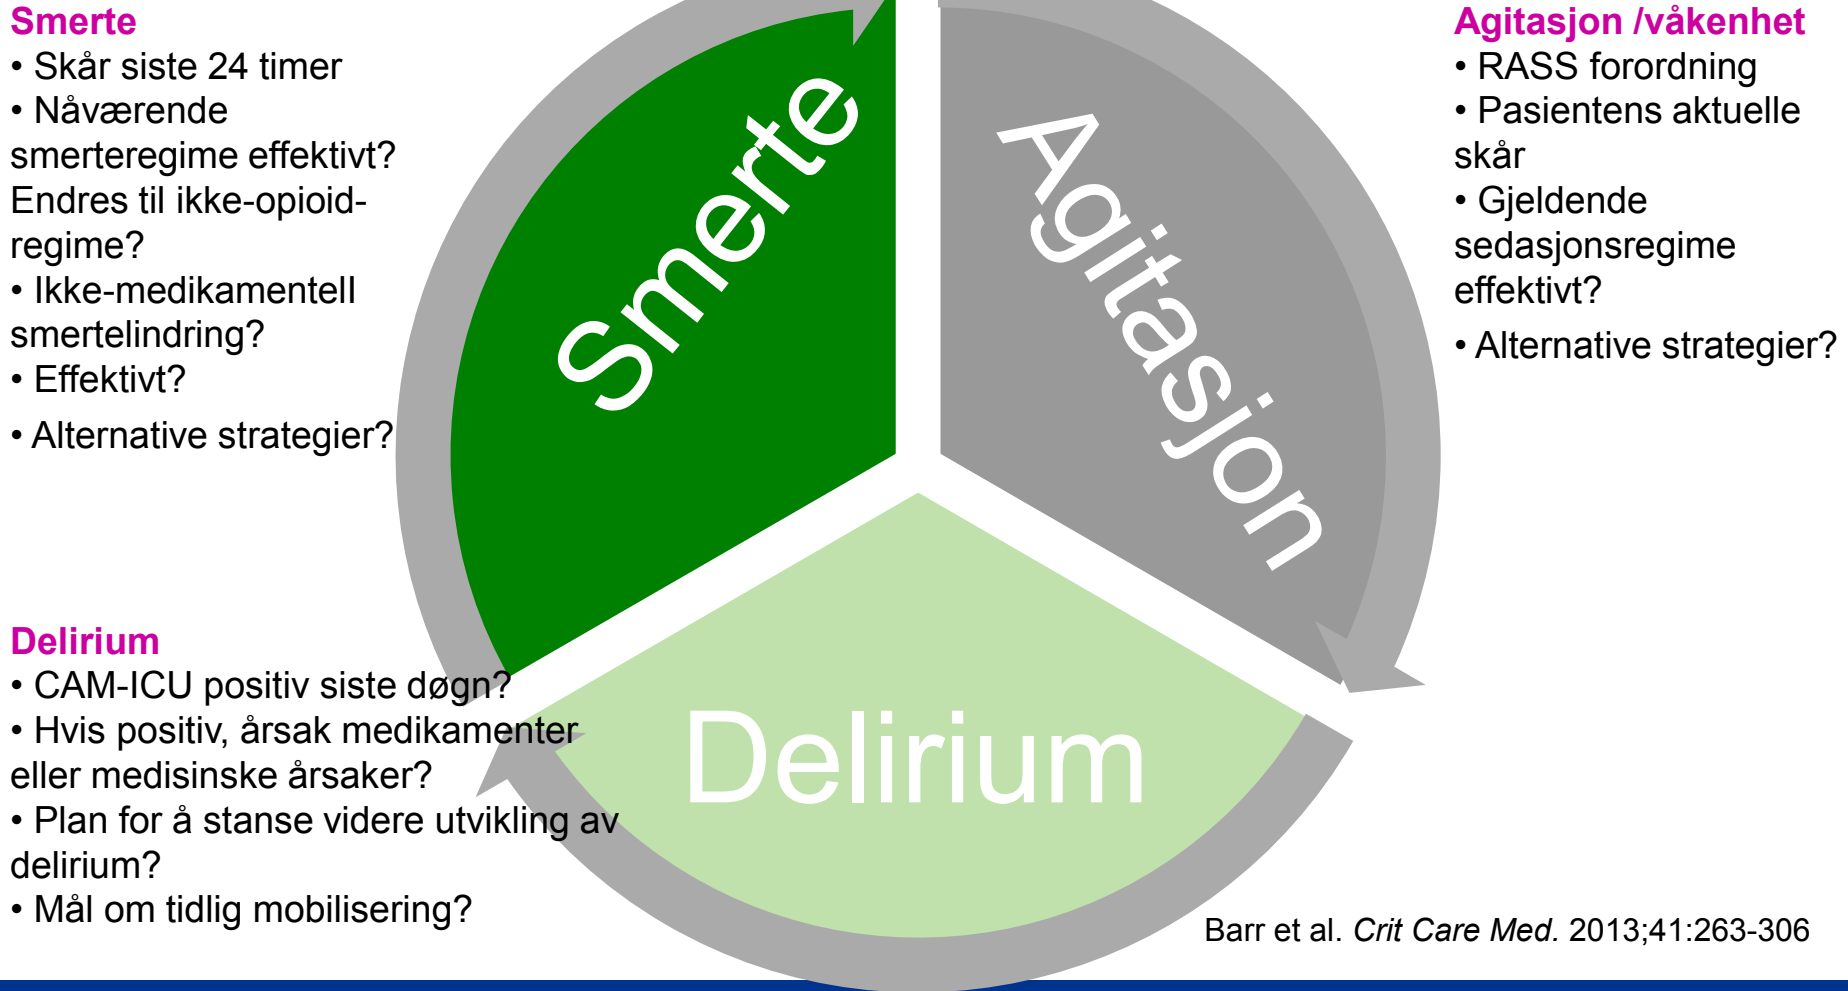 Smerte
• Skår siste 24 timer
• Nåværende
smerteregime effektivt?
Endres til ikke-opioid-
regime?
• Ikke-medikamentell
smertelindring?
• Effektivt?
• Alternative strategier?
Smerte
Agitasjon
Agitasjon /våkenhet
• RASS forordning
• Pasientens aktuelle
skår
• Gjeldende
sedasjonsregime
effektivt?
• Alternative strategier?
Delirium
• CAM-ICU positiv siste døgn?
• Hvis positiv, årsak medikamenter
eller medisinske årsaker?
• Plan for å stanse videre utvikling av
delirium?
• Mål om tidlig mobilisering?
Delirium
Barr et al. Crit Care Med. 2013;41:263-306